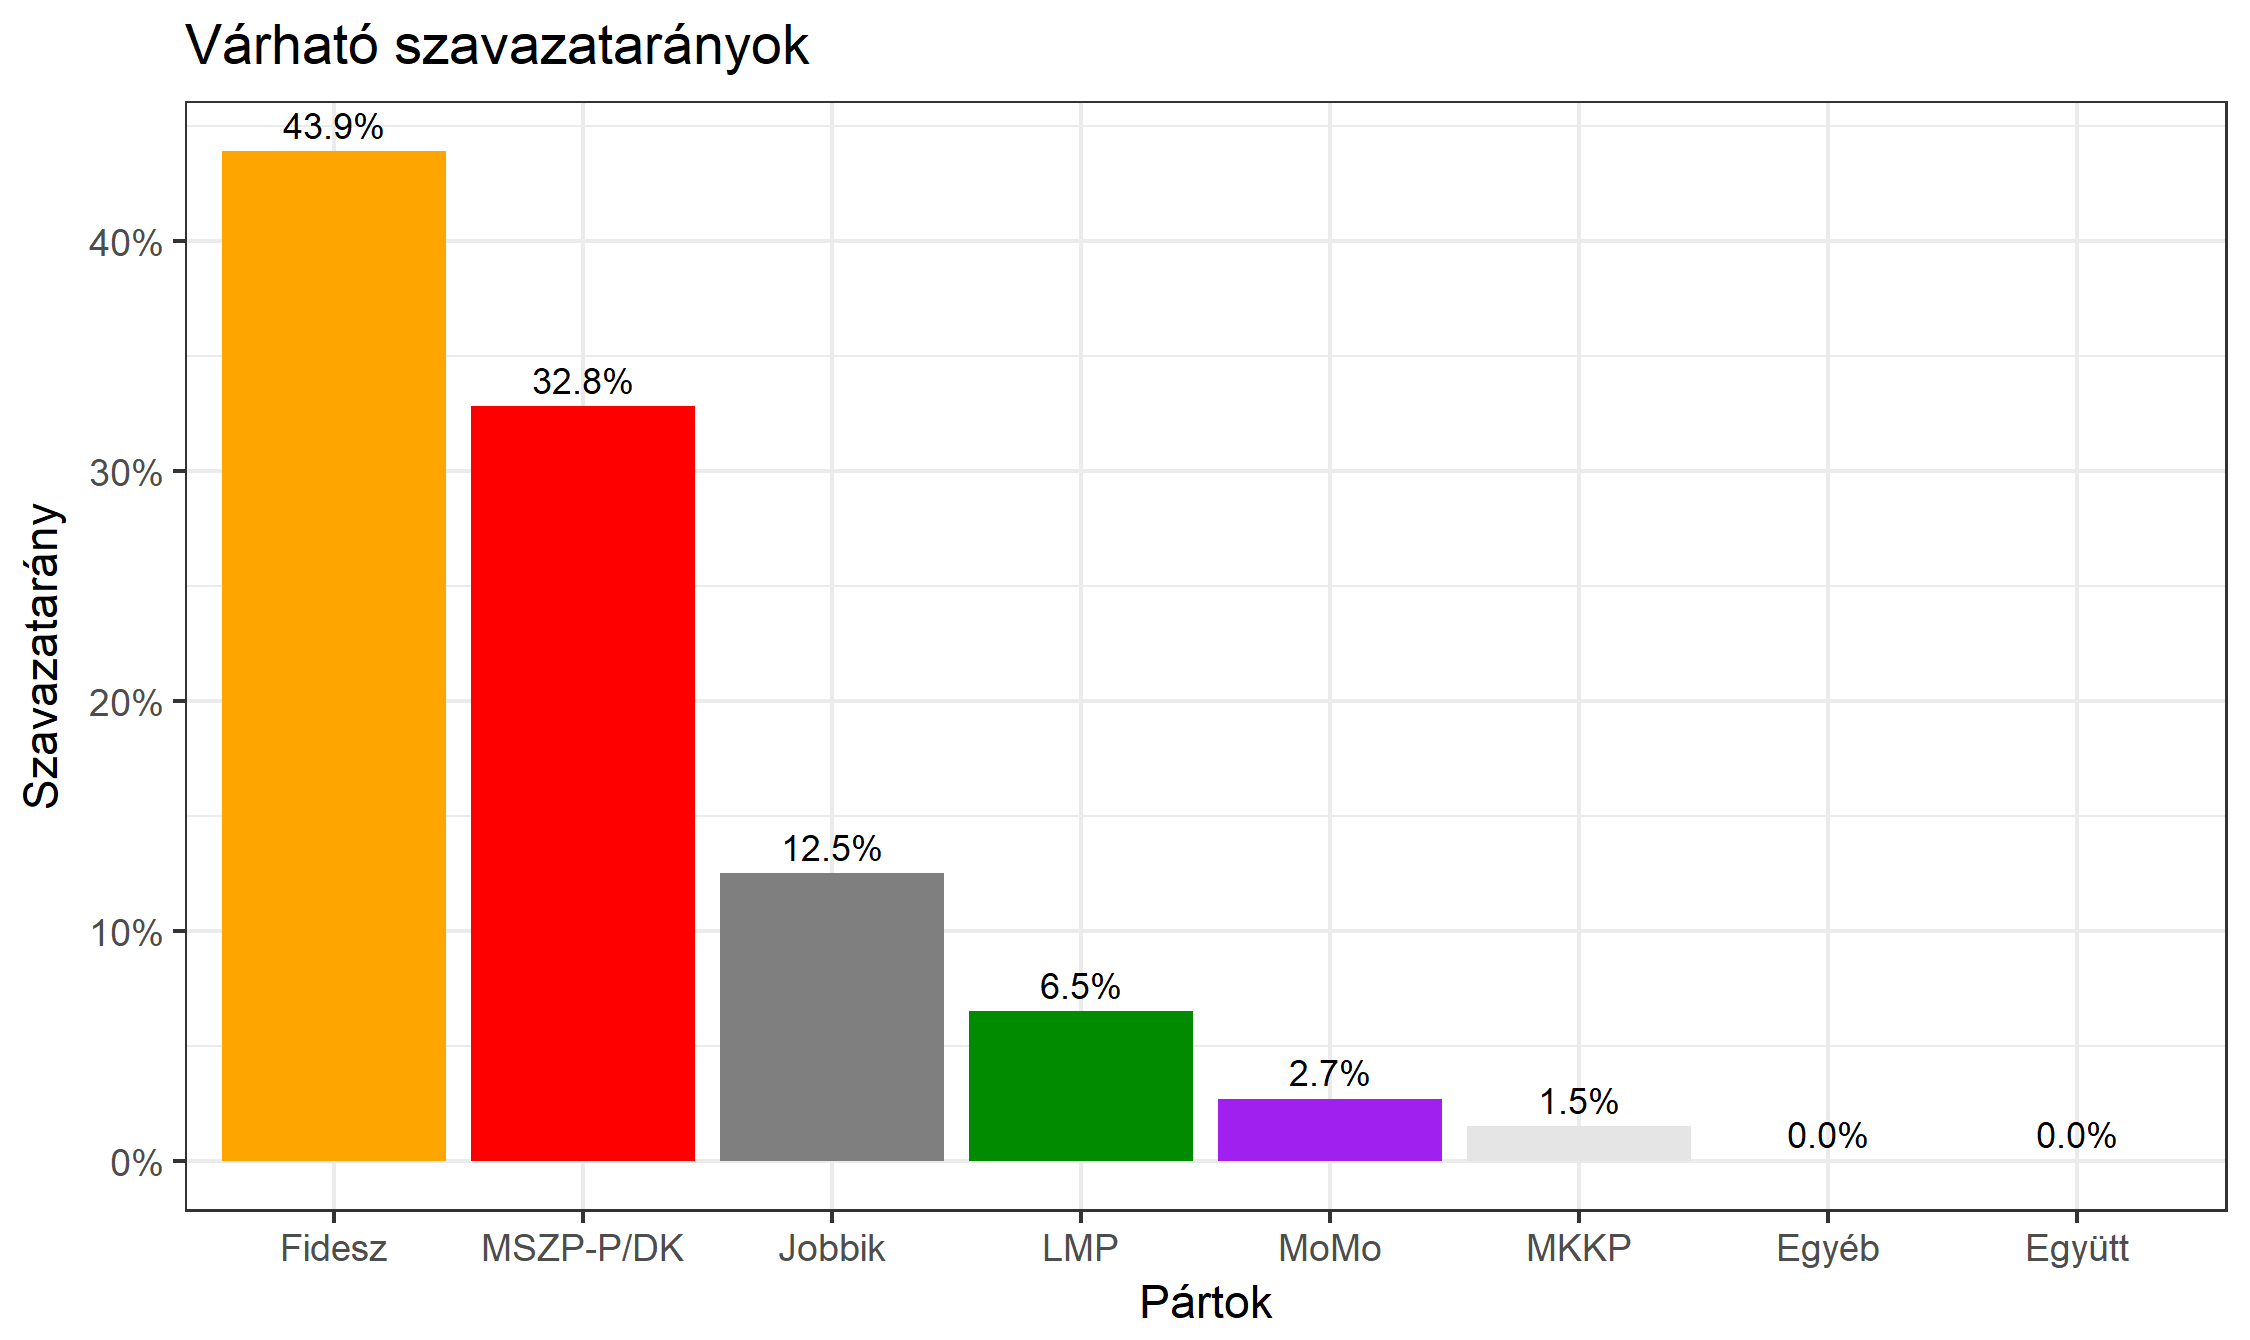 Várható szavazatarányok
43.9%
32.8%
12.5%
6.5%
2.7%
1.5%
0.0%
0.0%
40%
30%
20%
10%
0%
Szavazatarány
Fidesz
MSZP-P/DK
Jobbik
LMP
MoMo
MKKP
Egyéb
Együtt
Pártok